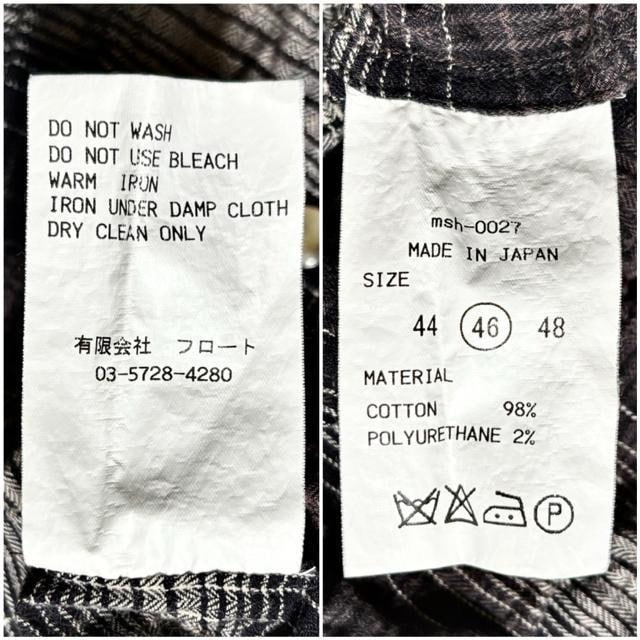 DO NOT WASH
DO NOT USE BLEACH
WARM IRON
IRON UNDER DAMP CLOTH
DRY CLEAN ONLY
有限会社 フロート
03-5728-4280
msh-0027
MADE IN JAPAN
SIZE
44 46 48
MATERIAL
COTTON 98%
POLYURETHANE 2%
P